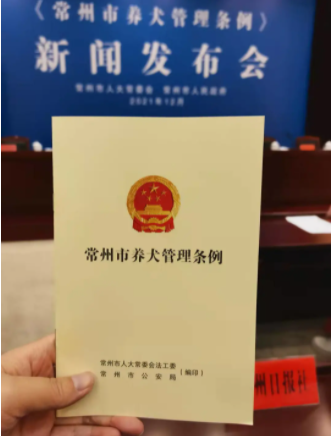 《常州市养犬管理条例》
新闻发布会
常州市人大常委会 常州市人民政府
2021年12月
常州市养犬管理条例
常州市人大常委会法工委
常州市公安局
(编印)
州日报社